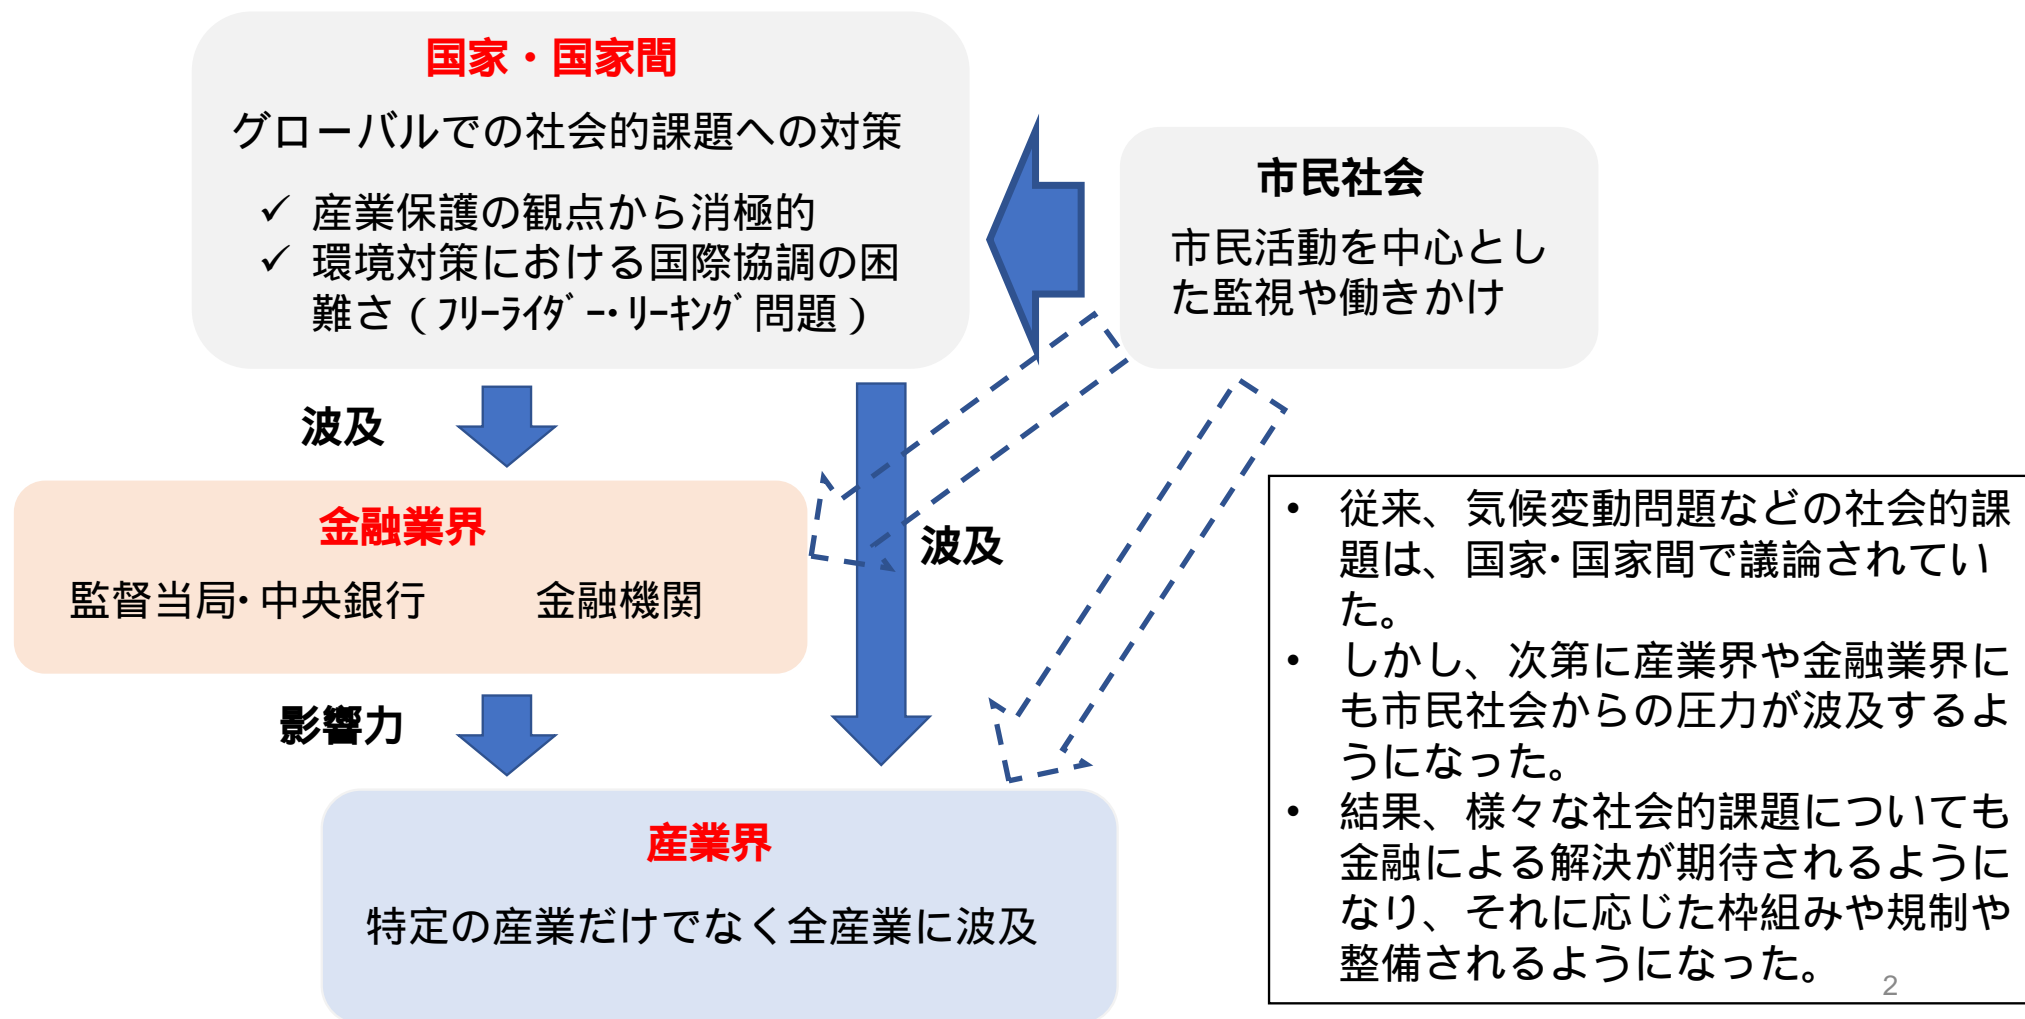 国家・国家間
グローバルでの社会的課題への対策
✓ 産業保護の観点から消極的
✓ 環境対策における国際協調の困
難さ（ﾌﾘｰﾗｲﾀﾞｰ・ﾘｰｷﾝｸﾞ問題）
市民社会
市民活動を中心とし
た監視や働きかけ
波及
金融業界
監督当局・中央銀行 金融機関
波及
影響力
産業界
特定の産業だけでなく全産業に波及
• 従来、気候変動問題などの社会的課
題は、国家・国家間で議論されてい
た。
• しかし、次第に産業界や金融業界に
も市民社会からの圧力が波及するよ
うになった。
• 結果、様々な社会的課題についても
金融による解決が期待されるように
なり、それに応じた枠組みや規制や
整備されるようになった。
2